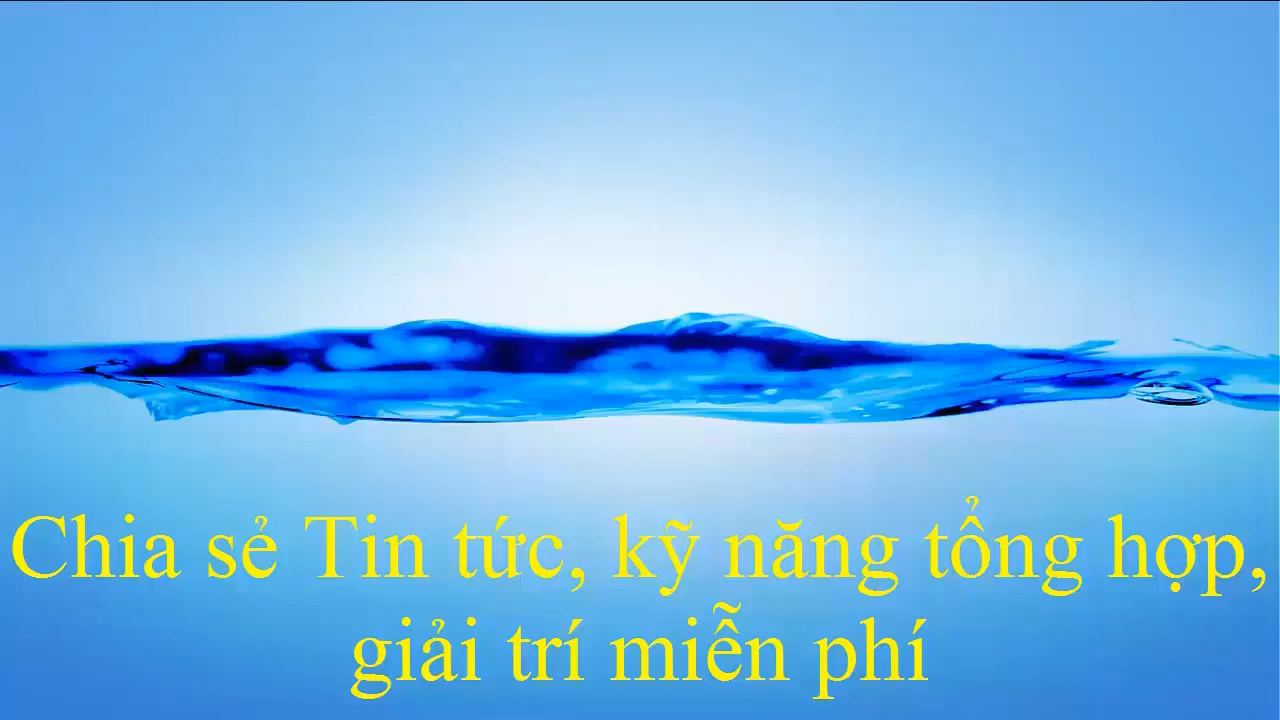 Chia sẻ Tin tức, kỹ năng tổng hợp,
giải trí miễn phí